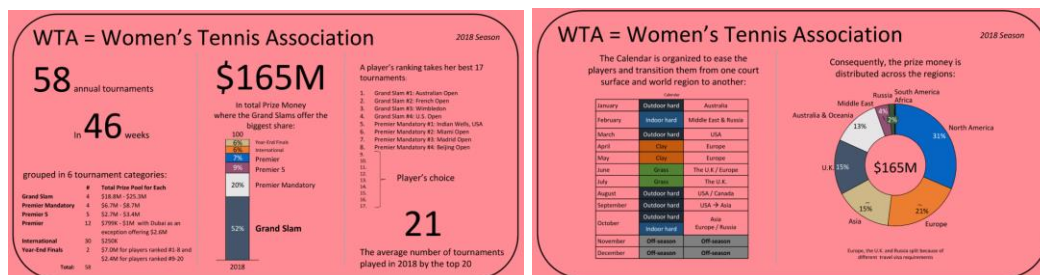 WTA = Women's Tennis Association
2018 Season
58 annual tournaments
In 46 weeks
grouped in 6 tournament categories:
# Total Prize Pool for Each
Grand Slam 4 $18.8M - $25.3M
Premier Mandatory 4 $6.7M - $8.7M
Premier 5 5 $2.7M - $3.4M
Premier 12 $799K - $1M with Dubai as an
exception offering $2.6M
International 30 $250K
Year-End Finals 2 $7.0M for players ranked #1-8 and
$2.4M for players ranked #9-20
Total: 58
$165M
In total Prize Money
where the Grand Slams offer the
biggest share:
100
6% Year-End Finals
6% International
7% Premier
9% Premier 5
20% Premier Mandatory
52% Grand Slam
2018
A player's ranking takes her best 17
tournaments:
1. Grand Slam #1: Australian Open
2. Grand Slam #2: French Open
3. Grand Slam #3: Wimbledon
4. Grand Slam #4: U.S. Open
5. Premier Mandatory #1: Indian Wells, USA
6. Premier Mandatory #2: Miami Open
7. Premier Mandatory #3: Madrid Open
8. Premier Mandatory #4: Beijing Open
9.
10.
11.
12.
13.
14.
15.
16.
17.
Player's choice
21
The average number of tournaments
played in 2018 by the top 20
WTA = Women's Tennis Association
2018 Season
The Calendar is organized to ease the
players and transition them from one court
surface and world region to another:
Calendar
January Outdoor hard Australia
February Indoor hard Middle East & Russia
March Outdoor hard USA
April Clay Europe
May Clay Europe
June Grass The U.K / Europe
July Grass The U.K.
August Outdoor hard USA / Canada
September Outdoor hard USA → Asia
October Outdoor hard Asia
Indoor hard Europe / Russia
November Off-season Off-season
December Off-season Off-season
Consequently, the prize money is
distributed across the regions:
South America
Russia
Africa
Middle East
4%
2%
Australia & Oceania
13%
North America
31%
U.K.
15%
$165M
Asia
15%
21%
Europe
Europe, the U.K. and Russia split because of
different travel visa requirements